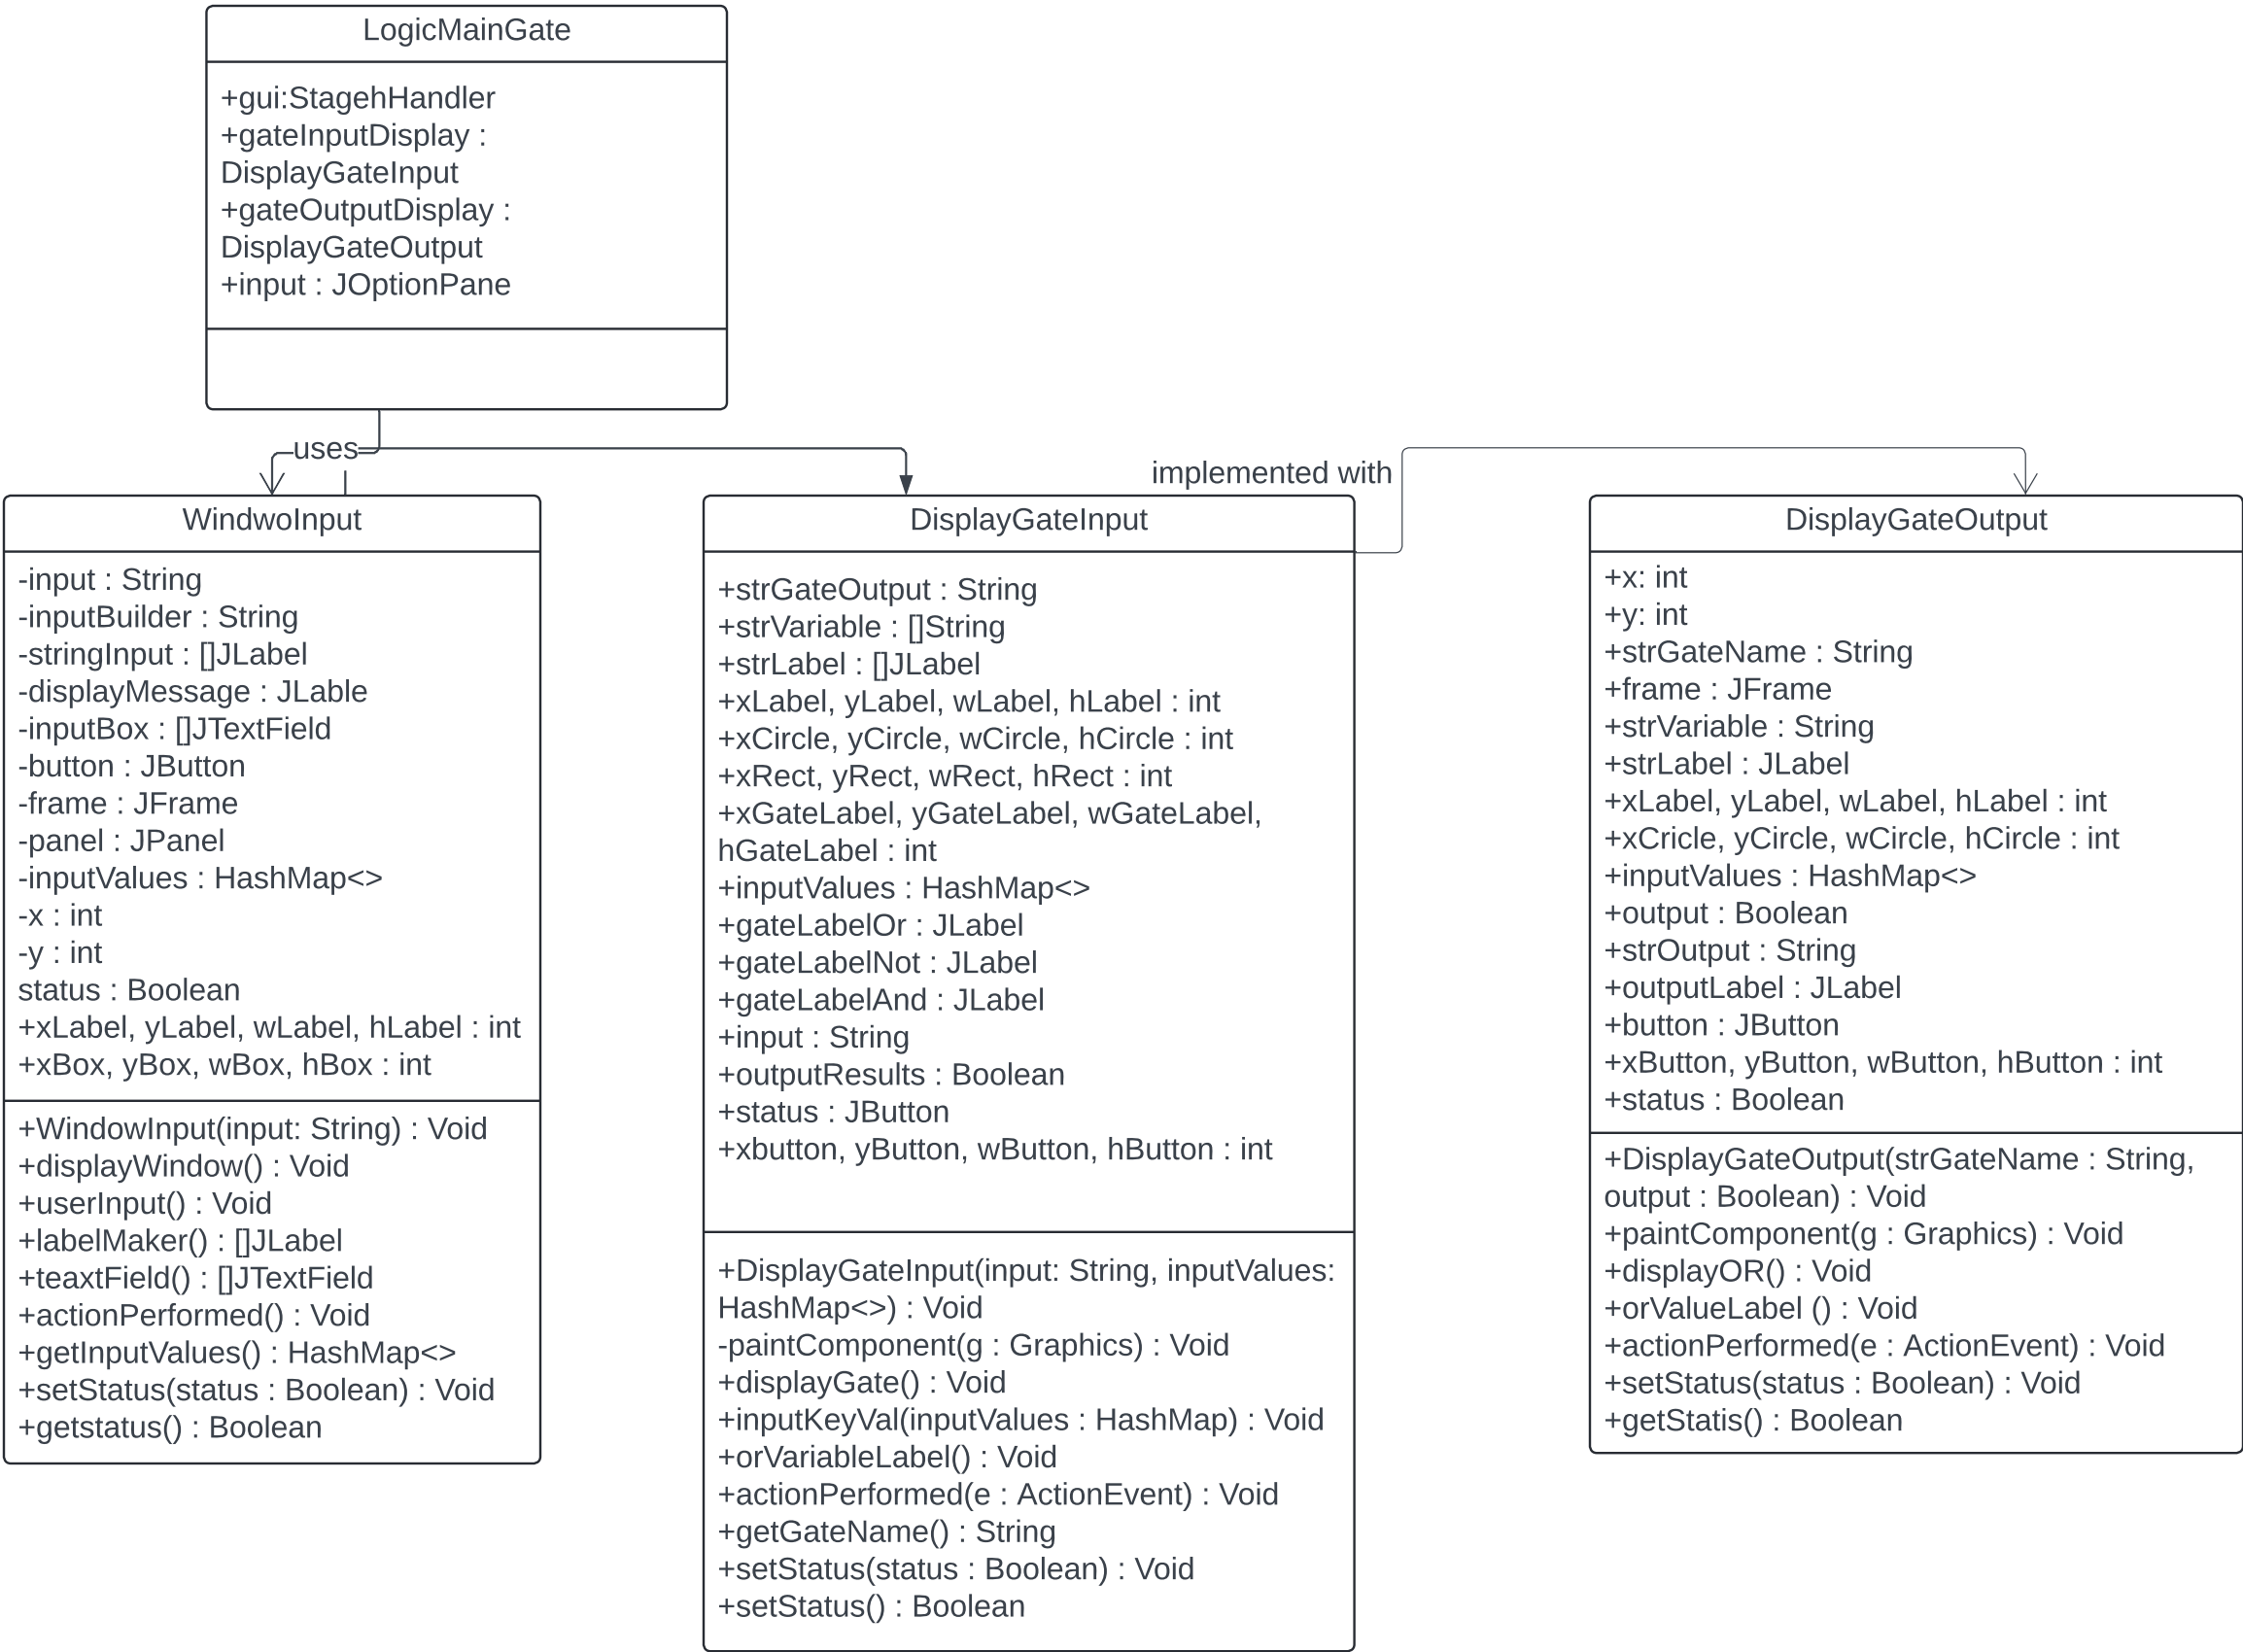 LogicMainGate
+gui:StagehHandler
+gateInputDisplay :
DisplayGateInput
+gateOutputDisplay :
DisplayGateOutput
+input : JOptionPane
uses
implemented with
WindwoInput
-input : String
-inputBuilder : String
-stringInput : []JLabel
-displayMessage : JLable
-inputBox : []JTextField
-button : JButton
-frame : JFrame
-panel : JPanel
-inputValues : HashMap<>
-x : int
-y : int
status : Boolean
+xLabel, yLabel, wLabel, hLabel : int
+xBox, yBox, wBox, hBox : int
+WindowInput(input: String) : Void
+displayWindow() : Void
+userInput() : Void
+labelMaker() : []JLabel
+teaxtField() : []JTextField
+actionPerformed() : Void
+getInputValues() : HashMap<>
+setStatus(status : Boolean) : Void
+getstatus() : Boolean
DisplayGateInput
+strGateOutput : String
+strVariable : []String
+strLabel : []JLabel
+xLabel, yLabel, wLabel, hLabel : int
+xCircle, yCircle, wCircle, hCircle : int
+xRect, yRect, wRect, hRect : int
+xGateLabel, yGateLabel, wGateLabel,
hGateLabel : int
+inputValues : HashMap<>
+gateLabelOr : JLabel
+gateLabelNot : JLabel
+gateLabelAnd : JLabel
+input : String
+outputResults : Boolean
+status : JButton
+xbutton, yButton, wButton, hButton : int
+DisplayGateInput(input: String, inputValues:
HashMap<>) : Void
-paintComponent(g : Graphics) : Void
+displayGate() : Void
+inputKeyVal(inputValues : HashMap) : Void
+orVariableLabel() : Void
+actionPerformed(e : ActionEvent) : Void
+getGateName() : String
+setStatus(status : Boolean) : Void
+setStatus() : Boolean
DisplayGateOutput
+x: int
+y: int
+strGateName : String
+frame : JFrame
+strVariable : String
+strLabel : JLabel
+xLabel, yLabel, wLabel, hLabel : int
+xCricle, yCircle, wCircle, hCircle : int
+inputValues : HashMap<>
+output : Boolean
+strOutput : String
+outputLabel : JLabel
+button : JButton
+xButton, yButton, wButton, hButton : int
+status : Boolean
+DisplayGateOutput(strGateName : String,
output : Boolean) : Void
+paintComponent(g : Graphics) : Void
+displayOR() : Void
+orValueLabel () : Void
+actionPerformed(e : ActionEvent) : Void
+setStatus(status : Boolean) : Void
+getStatis() : Boolean